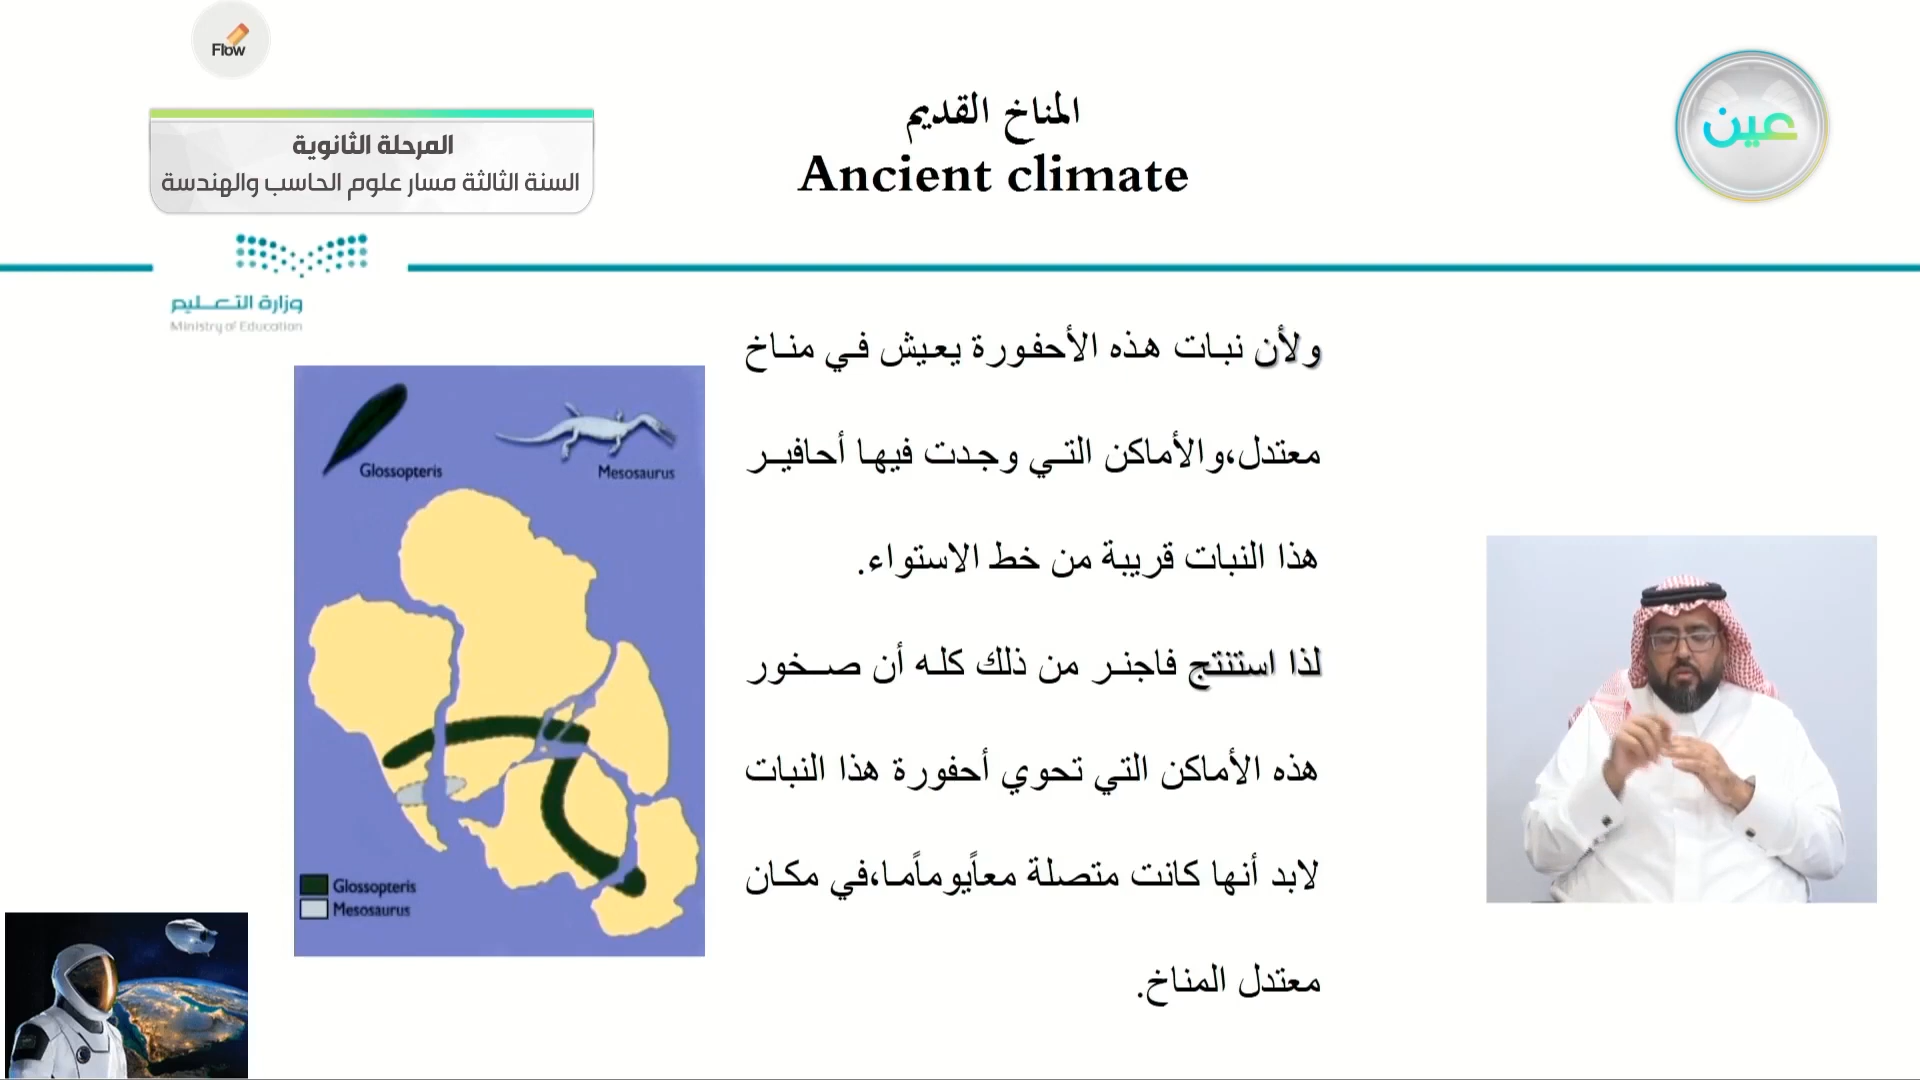 Flow
المرحلة الثانوية
السنة الثالثة مسار علوم الحاسب والهندسة
المناخ القديم
Ancient climate
عين
وزارة التعليم
Ministry of Education
ولأن نبات هذه الأحفورة يعيش في مناخ
معتدل،والأماكن التي وجدت فيها أحافير
هذا النبات قريبة من خط الاستواء.
لذا استنتج فاجنر من ذلك كله أن صخور
هذه الأماكن التي تحوي أحفورة هذا النبات
لابد أنها كانت متصلة معاًيوماًما،في مكان
معتدل المناخ.
Glossopteris
Mesosaurus
Glossopteris
Mesosaurus